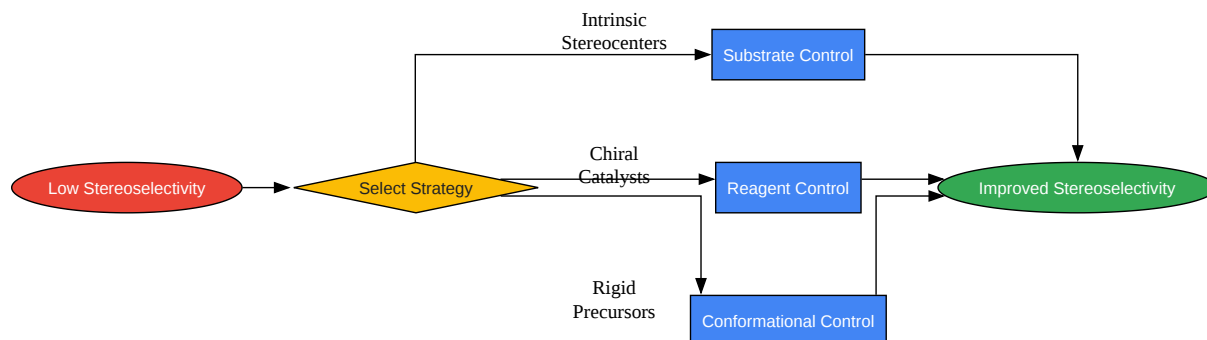 Intrinsic
Stereocenters
Substrate Control
Chiral
Catalysts
Low Stereoselectivity
Select Strategy
Reagent Control
Improved Stereoselectivity
Rigid
Precursors
Conformational Control